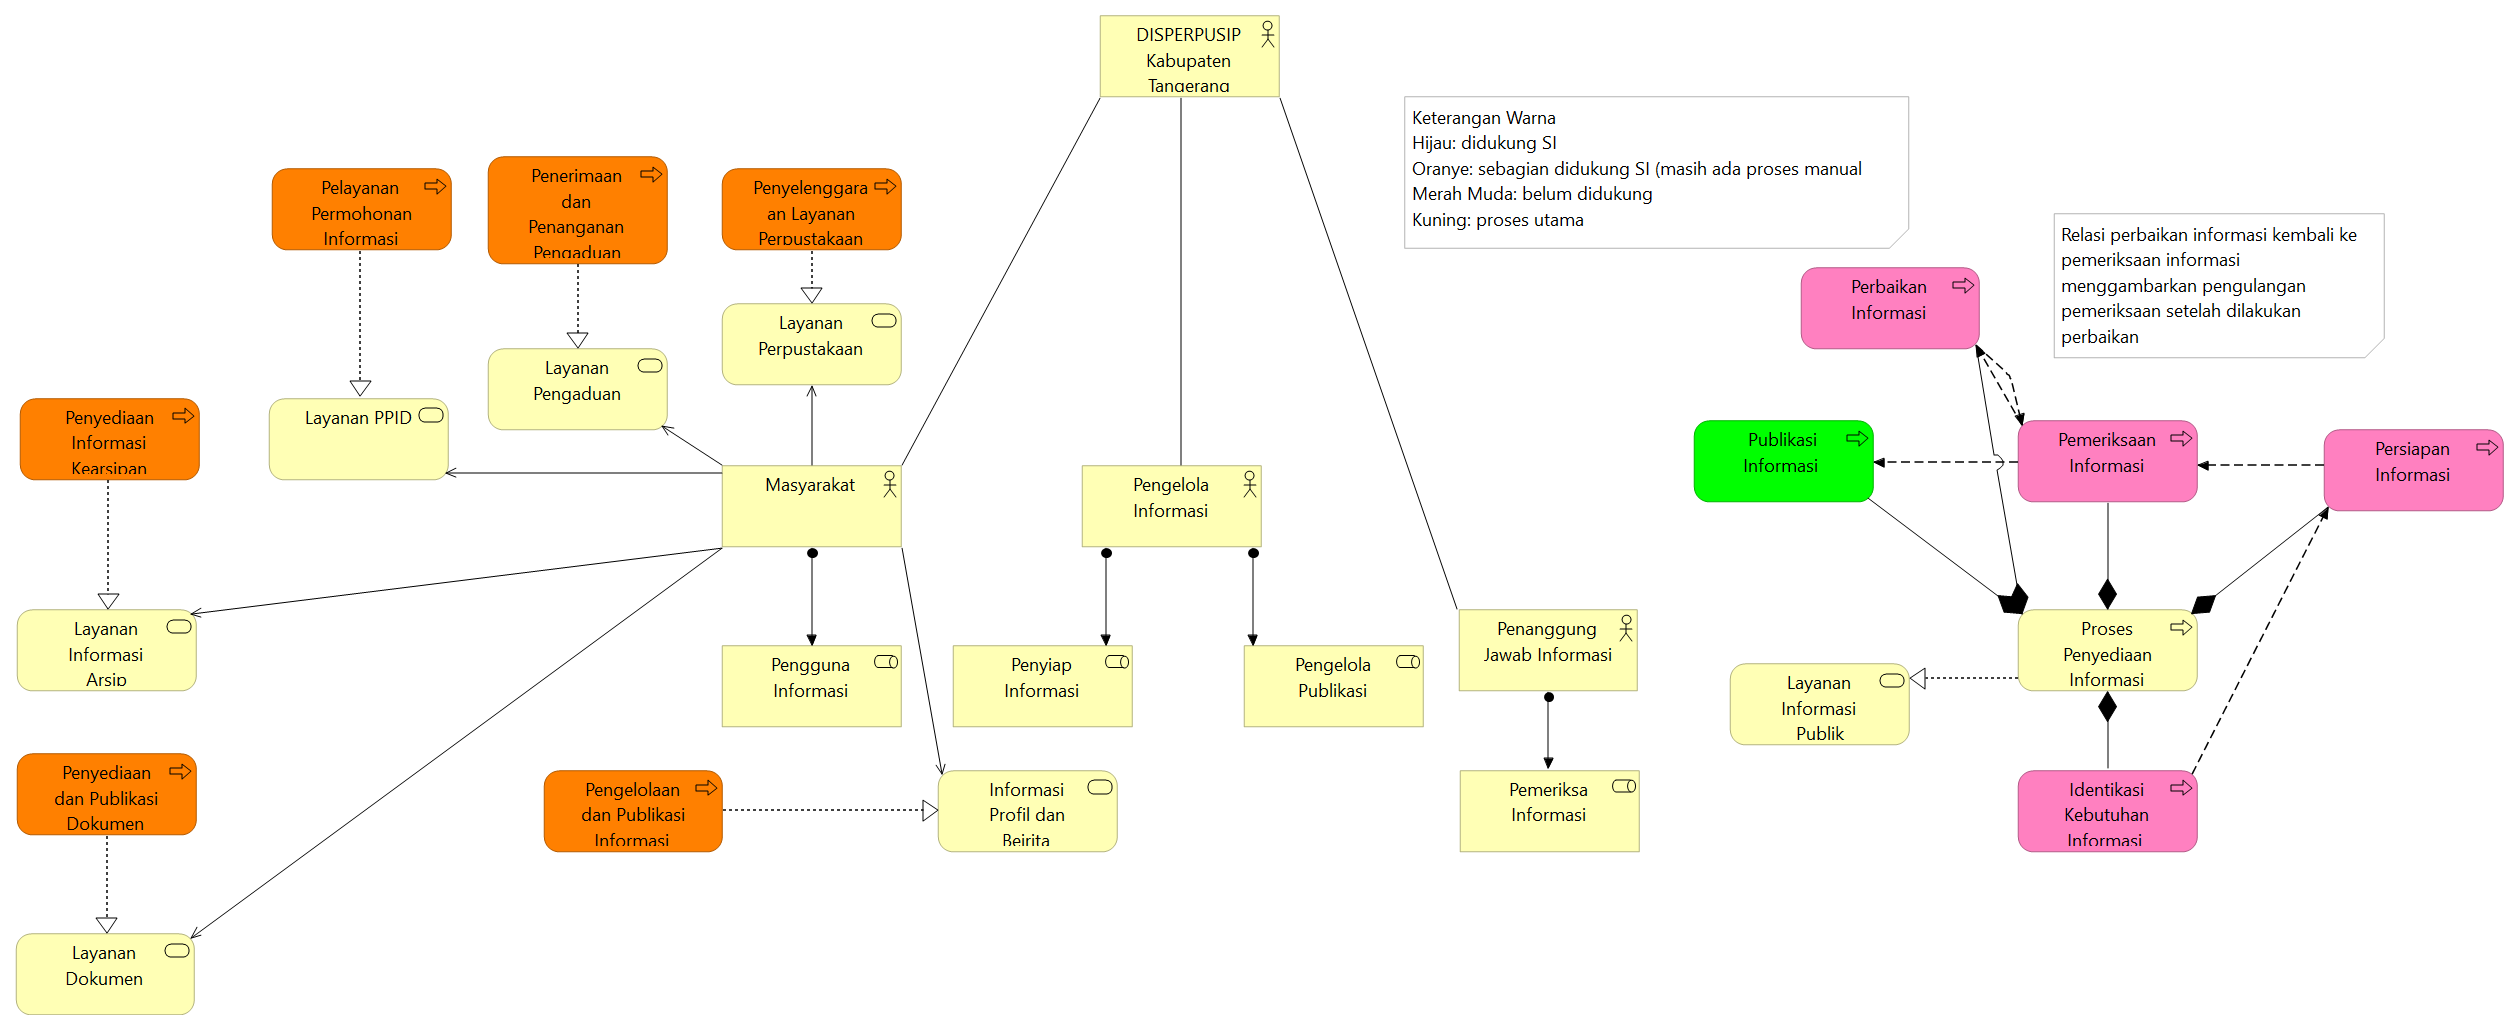 DISPERPUSIP
Kabupaten
Tangerang
Keterangan Warna
Hijau: didukung SI
Oranye: sebagian didukung SI (masih ada proses manual
Merah Muda: belum didukung
Kuning: proses utama
Pelayanan
Permohonan
Informasi
Penerimaan
dan
Penanganan
Pengaduan
Penyelenggara
an Layanan
Perpustakaan
Relasi perbaikan informasi kembali ke
pemeriksaan informasi
menggambarkan pengulangan
pemeriksaan setelah dilakukan
perbaikan
Perbaikan
Informasi
Layanan
Perpustakaan
Layanan
Pengaduan
Penyediaan
Informasi
Kearsipan
Layanan PPID
Publikasi
Informasi
Pemeriksaan
Informasi
Persiapan
Informasi
Masyarakat
Pengelola
Informasi
Layanan
Informasi
Arsip
Penanggung
Jawab Informasi
Proses
Penyediaan
Informasi
Pengguna
Informasi
Penyiap
Informasi
Pengelola
Publikasi
Layanan
Informasi
Publik
Penyediaan
dan Publikasi
Dokumen
Pengelolaan
dan Publikasi
Informasi
Informasi
Profil dan
Beirita
Pemeriksa
Informasi
Identikasi
Kebutuhan
Informasi
Layanan
Dokumen